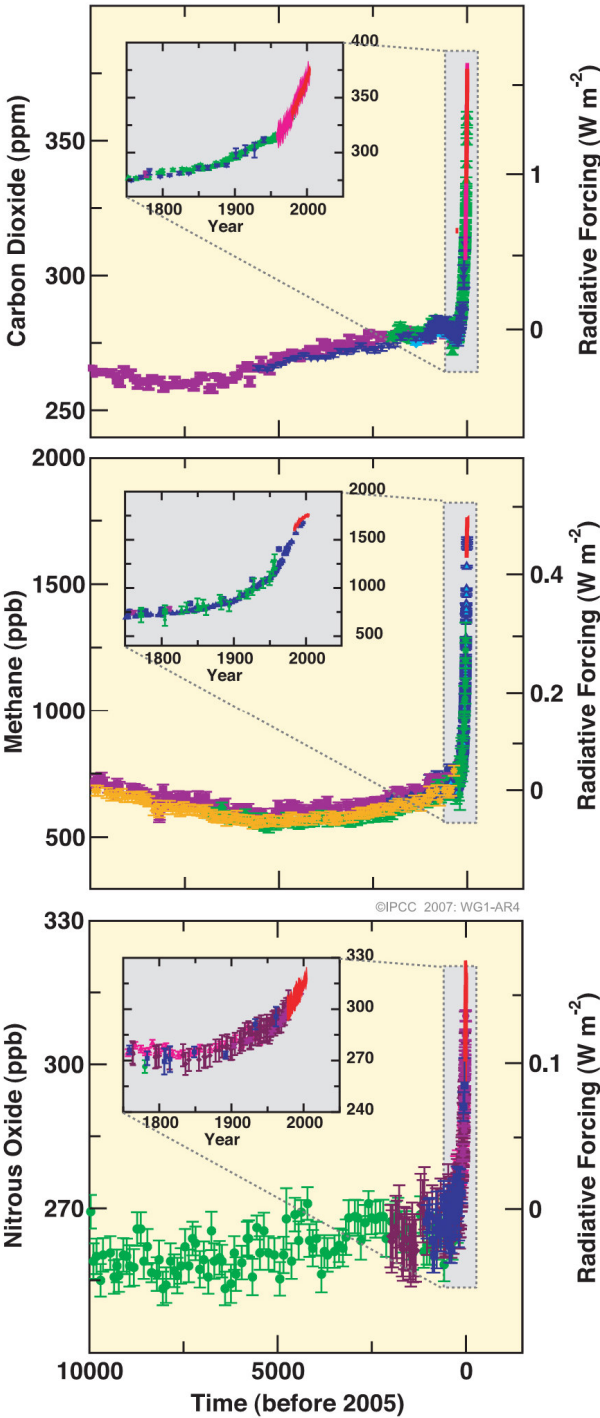 400
350
300
1800 1900 2000
Year
Carbon Dioxide (ppm)
350
300
250
Radiative Forcing (W m-2)
1
0
2000
1500
1000
500
1800 1900 2000
Year
Methane (ppb)
2000
1500
1000
500
Radiative Forcing (W m-2)
0.4
0.2
0
©IPCC 2007: WG1-AR4
330
300
270
240
1800 1900 2000
Year
Nitrous Oxide (ppb)
330
300
270
Radiative Forcing (W m-2)
0.1
0
10000 5000 0
Time (before 2005)